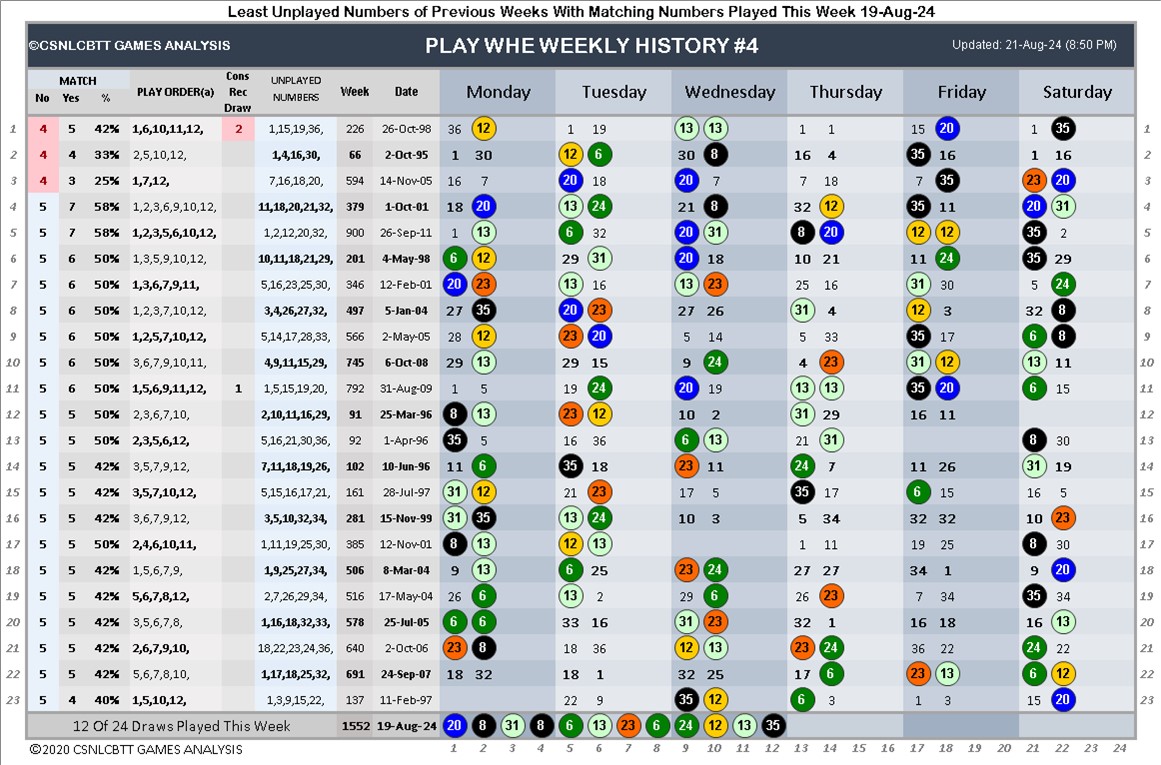 Least Unplayed Numbers of Previous Weeks With Matching Numbers Played This Week 19-Aug-24
©CSNLCBTT GAMES ANALYSIS PLAY WHE WEEKLY HISTORY #4 Updated: 21-Aug-24 (8:50 PM)
MATCH No Yes % PLAY ORDER(a) Cons Rec Draw UNPLAYED NUMBERS Week Date Monday Tuesday Wednesday Thursday Friday Saturday
1 4 5 42% 1,6,10,11,12, 2 1,15,19,36, 226 26-Oct-98 36 12 1 19 13 13 1 1 15 20 1 35 1
2 4 4 33% 2,5,10,12, 1,4,16,30, 66 2-Oct-95 1 30 12 6 30 8 16 4 35 16 1 16 2
3 4 3 25% 1,7,12, 7,16,18,20, 594 14-Nov-05 16 7 20 18 20 7 7 18 7 35 23 20 3
4 5 7 58% 1,2,3,6,9,10,12, 11,18,20,21,32, 379 1-Oct-01 18 20 13 24 21 8 32 12 35 11 20 31 4
5 5 7 58% 1,2,3,5,6,10,12, 1,2,12,20,32, 900 26-Sep-11 1 13 6 32 20 31 8 20 12 12 35 2 5
6 5 6 50% 1,3,5,9,10,12, 10,11,18,21,29, 201 4-May-98 6 12 29 31 20 18 10 21 11 24 35 29 6
7 5 6 50% 1,3,6,7,9,11, 5,16,23,25,30, 346 12-Feb-01 20 23 13 16 13 23 25 16 31 30 5 24 7
8 5 6 50% 1,2,3,7,10,12, 3,4,26,27,32, 497 5-Jan-04 27 35 20 23 27 26 31 4 12 3 32 8 8
9 5 6 50% 1,2,5,7,10,12, 5,14,17,28,33, 566 2-May-05 28 12 23 20 5 14 5 33 35 17 6 8 9
10 5 6 50% 3,6,7,9,10,11, 4,9,11,15,29, 745 6-Oct-08 29 13 29 15 9 24 4 23 31 12 13 11 10
11 5 6 50% 1,5,6,9,11,12, 1 1,5,15,19,20, 792 31-Aug-09 1 5 19 24 20 19 13 13 35 20 6 15 11
12 5 5 50% 2,3,6,7,10, 2,10,11,16,29, 91 25-Mar-96 8 13 23 12 10 2 31 29 16 11 12
13 5 5 50% 2,3,5,6,12, 5,16,21,30,36, 92 1-Apr-96 35 5 16 36 6 13 21 31 8 30 13
14 5 5 42% 3,5,7,9,12, 7,11,18,19,26, 102 10-Jun-96 11 6 35 18 23 11 24 7 11 26 31 19 14
15 5 5 42% 3,5,7,10,12, 5,15,16,17,21, 161 28-Jul-97 31 12 21 23 17 5 35 17 6 15 16 5 15
16 5 5 42% 3,6,7,9,12, 3,5,10,32,34, 281 15-Nov-99 31 35 13 24 10 3 5 34 32 32 10 23 16
17 5 5 50% 2,4,6,10,11, 1,11,19,25,30, 385 12-Nov-01 8 13 12 13 1 11 19 25 8 30 17
18 5 5 42% 1,5,6,7,9, 1,9,25,27,34, 506 8-Mar-04 9 13 6 25 23 24 27 27 34 1 9 20 18
19 5 5 42% 5,6,7,8,12, 2,7,26,29,34, 516 17-May-04 26 6 13 2 29 6 26 23 7 34 35 34 19
20 5 5 42% 3,5,6,7,8, 1,16,18,32,33, 578 25-Jul-05 6 6 33 16 31 23 32 1 16 18 16 13 20
21 5 5 42% 2,6,7,9,10, 18,22,23,24,36, 640 2-Oct-06 23 8 18 36 12 13 23 24 36 22 24 22 21
22 5 5 42% 5,6,7,8,10, 1,17,18,25,32, 691 24-Sep-07 18 32 18 1 32 25 17 6 23 13 6 12 22
23 5 4 40% 1,5,10,12, 1,3,9,15,22, 137 11-Feb-97 22 9 35 12 6 3 1 3 15 20 23
12 Of 24 Draws Played This Week 1552 19-Aug-24 20 8 31 8 6 13 23 6 24 12 13 35
©2020 CSNLCBTT GAMES ANALYSIS 1 2 3 4 5 6 7 8 9 10 11 12 13 14 15 16 17 18 19 20 21 22 23 24